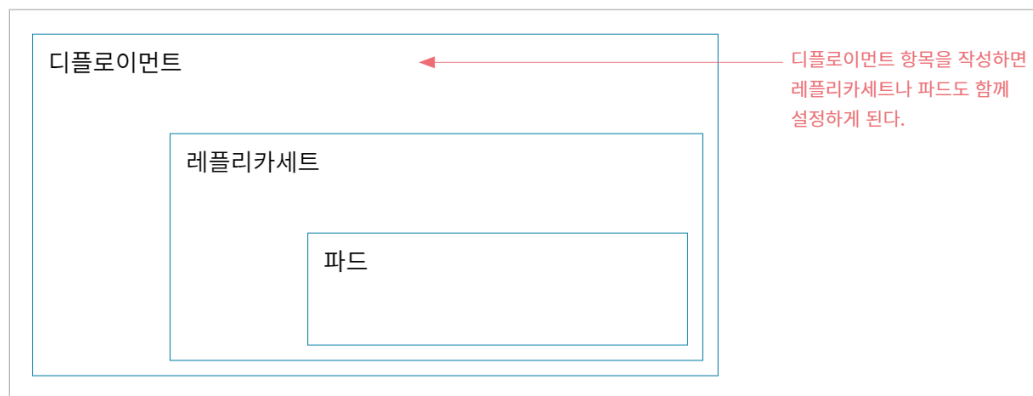 디플로이먼트
디플로이먼트 항목을 작성하면
레플리카세트나 파드도 함께
설정하게 된다.
레플리카세트
파드